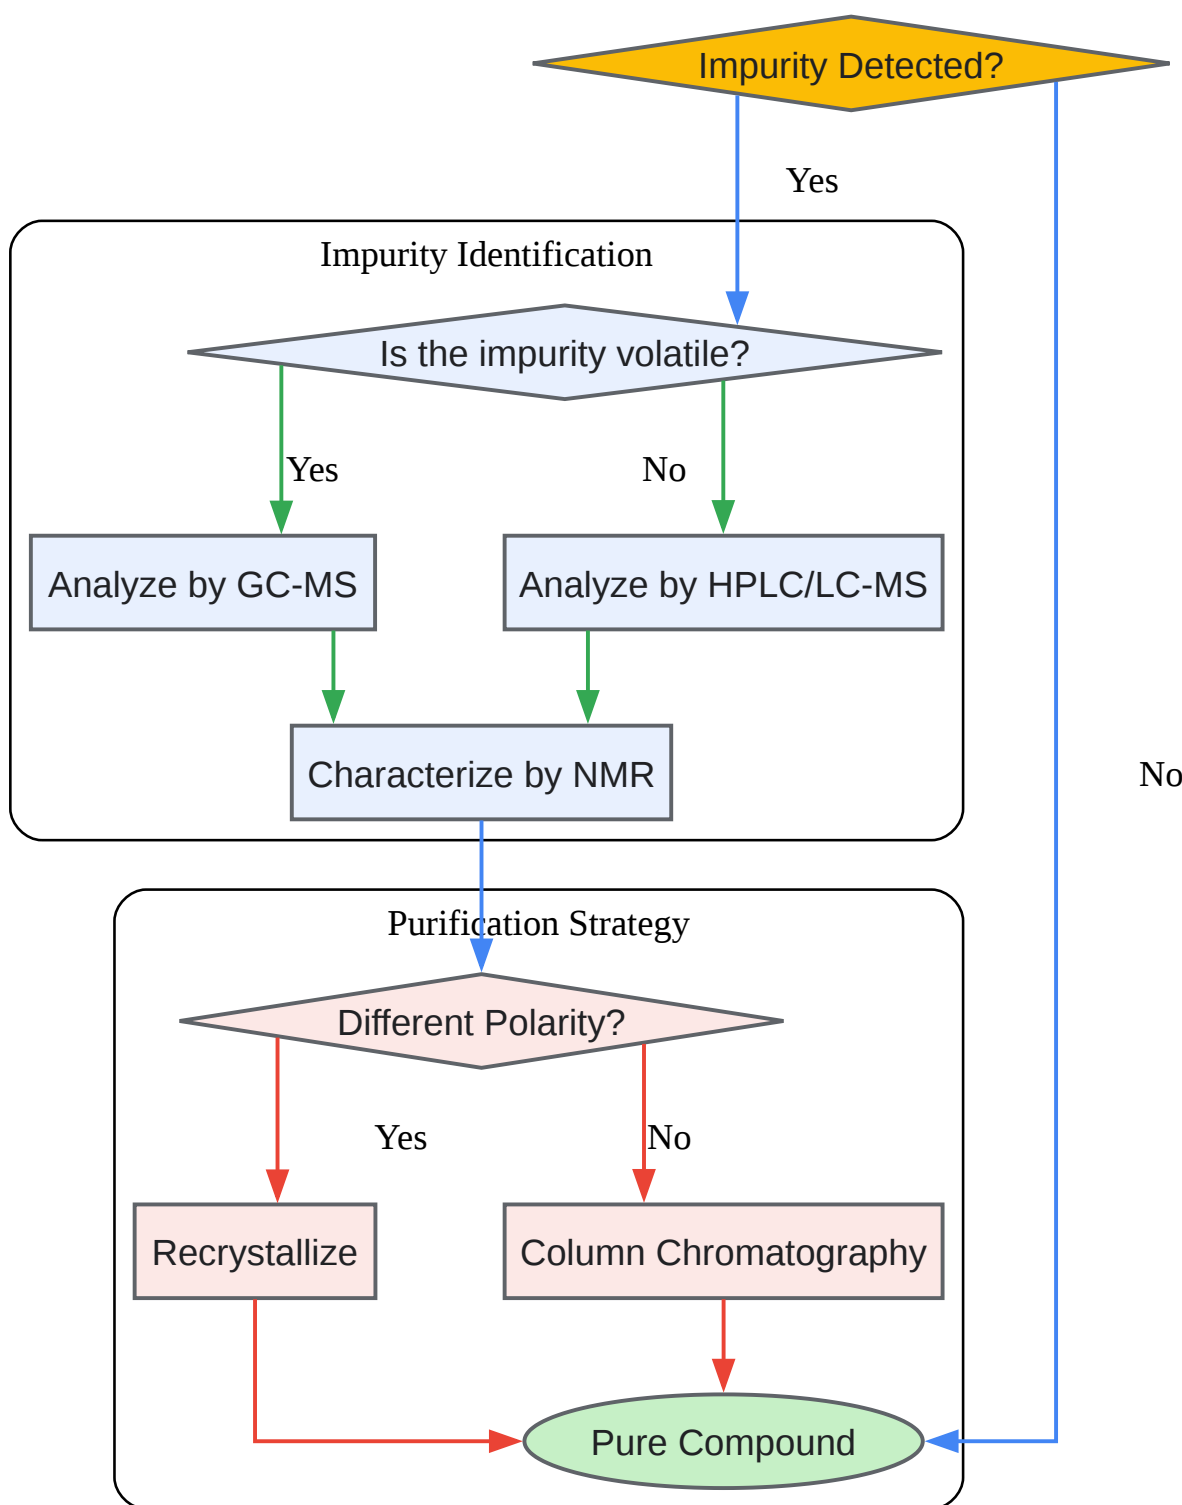 Impurity Detected?
Yes
Impurity Identification
Is the impurity volatile?
Yes
No
Analyze by GC-MS
Analyze by HPLC/LC-MS
Characterize by NMR
No
Purification Strategy
Different Polarity?
Yes
No
Recrystallize
Column Chromatography
Pure Compound